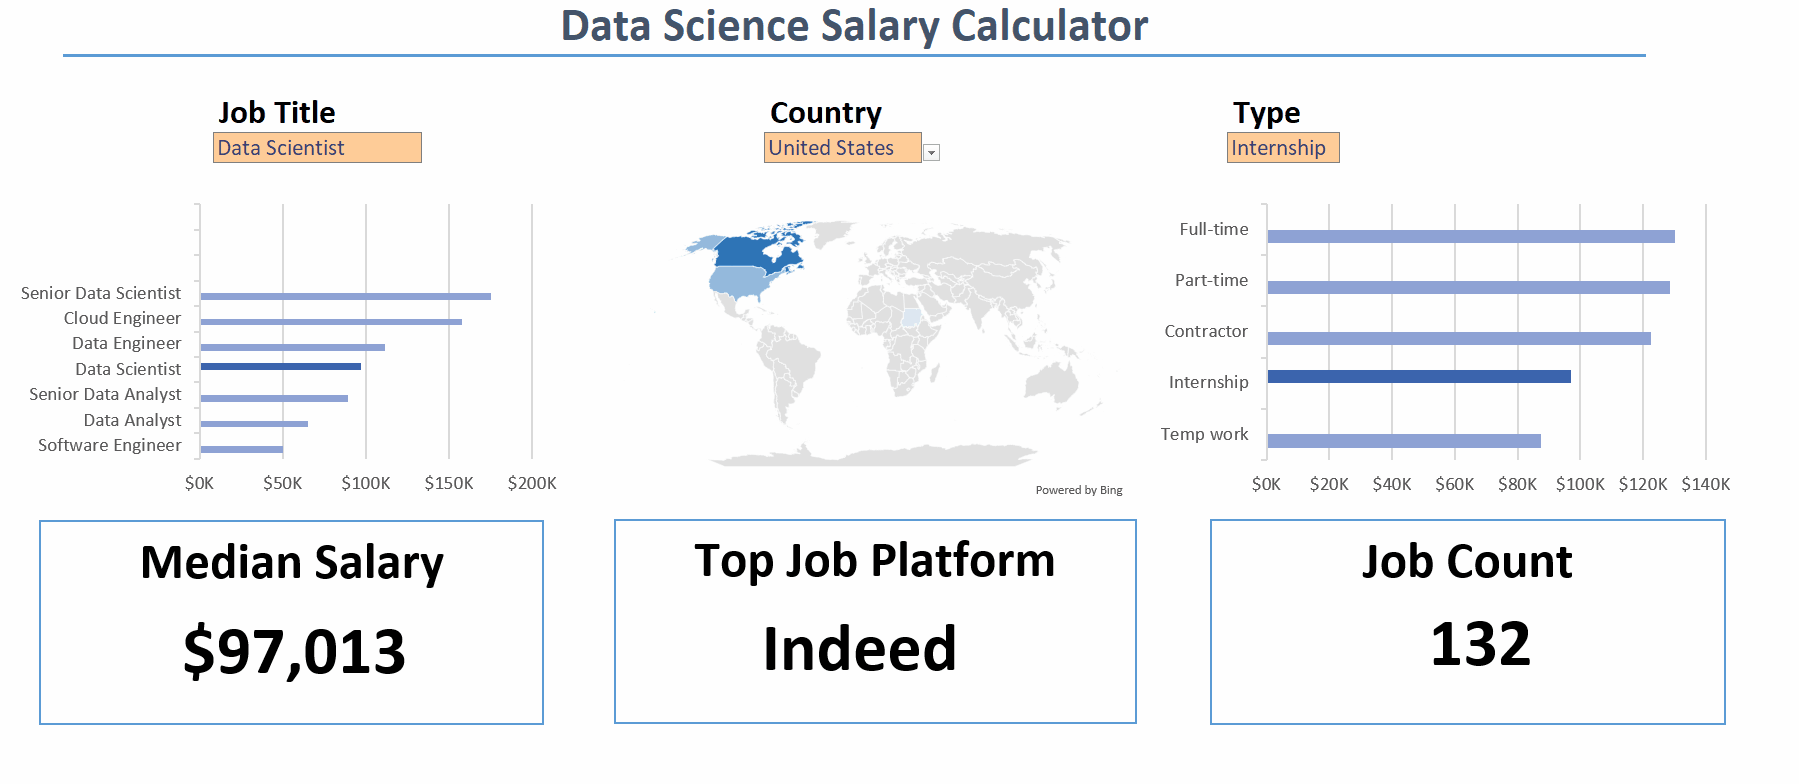 Data Science Salary Calculator
Job Title
Data Scientist
Country
United States
Type
Internship
Senior Data Scientist
Cloud Engineer
Data Engineer
Data Scientist
Senior Data Analyst
Data Analyst
Software Engineer
$0K $50K $100K $150K $200K
Powered by Bing
Full-time
Part-time
Contractor
Internship
Temp work
$0K $20K $40K $60K $80K $100K $120K $140K
Median Salary
$97,013
Top Job Platform
Indeed
Job Count
132